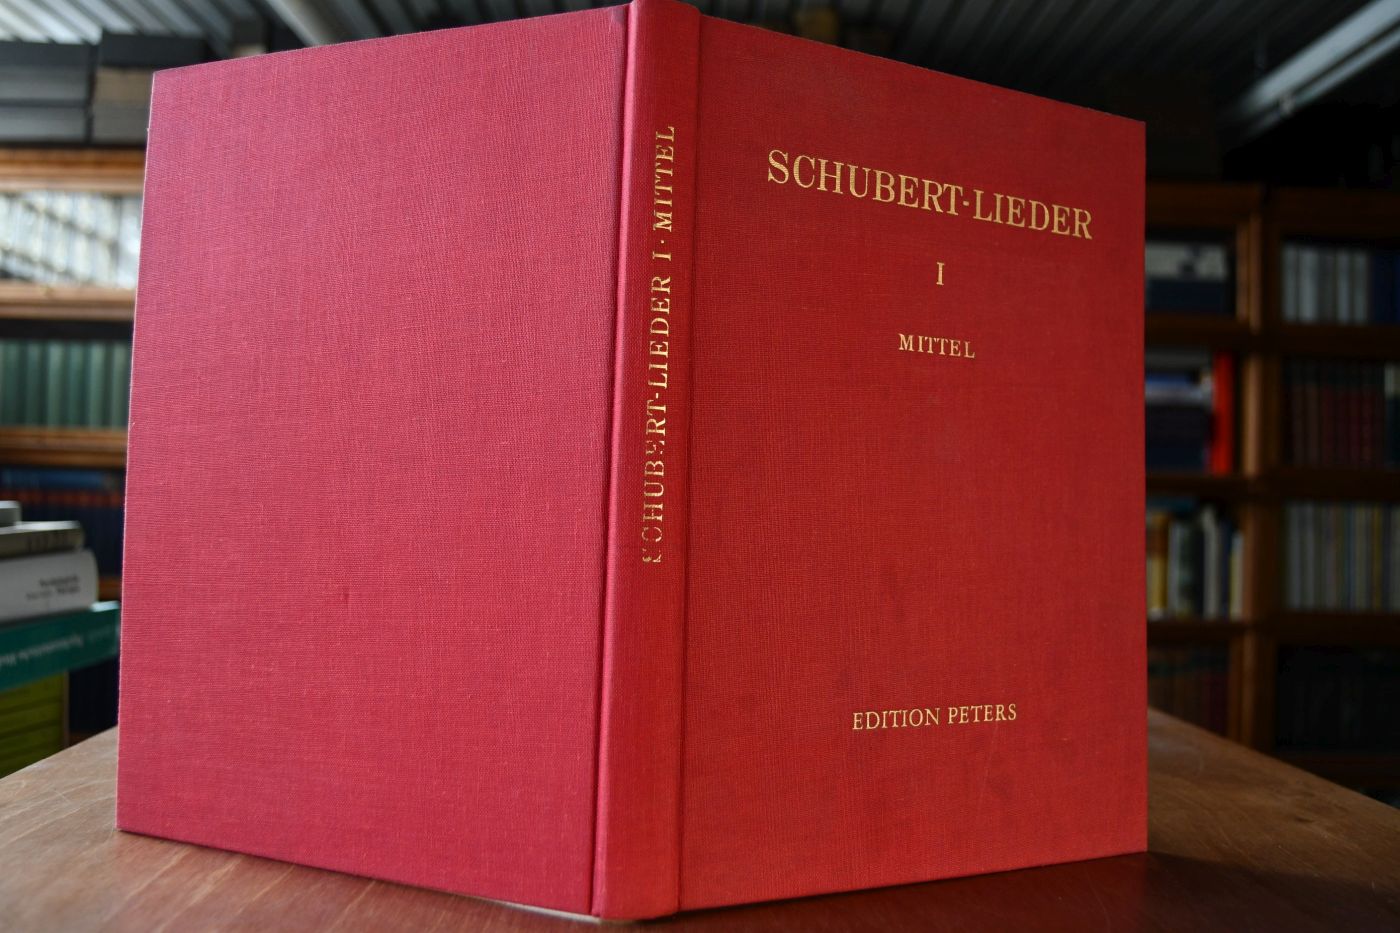 SCHUBERT-LIEDER I · MITTEL
SCHUBERT-LIEDER
I
MITTEL
EDITION PETERS